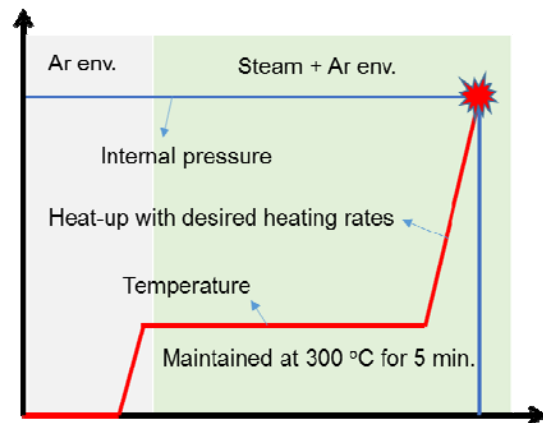 Ar env.
Steam + Ar env.
Internal pressure
Heat-up with desired heating rates
Temperature
Maintained at 300 °C for 5 min.